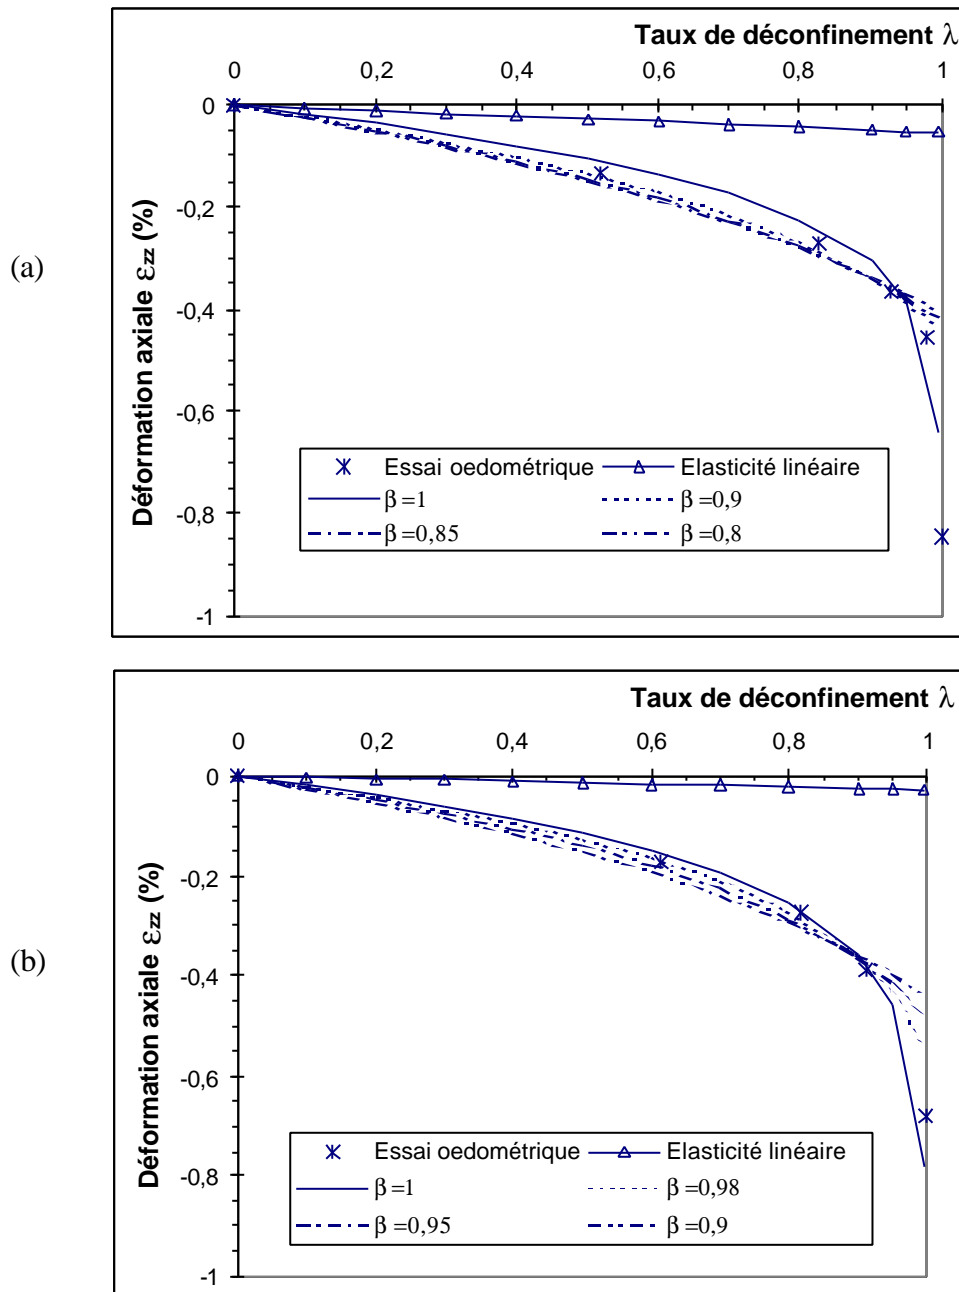 Taux de déconfinement λ
0 0,2 0,4 0,6 0,8 1
0
-0,2
-0,4
-0,6
-0,8
-1
Déformation axiale εzz (%)
(a)
Essai oedométrique Elasticité linéaire
β=1 β=0,9
β=0,85 β=0,8
Taux de déconfinement λ
0 0,2 0,4 0,6 0,8 1
0
-0,2
-0,4
-0,6
-0,8
-1
Déformation axiale εzz (%)
(b)
Essai oedométrique Elasticité linéaire
β=1 β=0,98
β=0,95 β=0,9